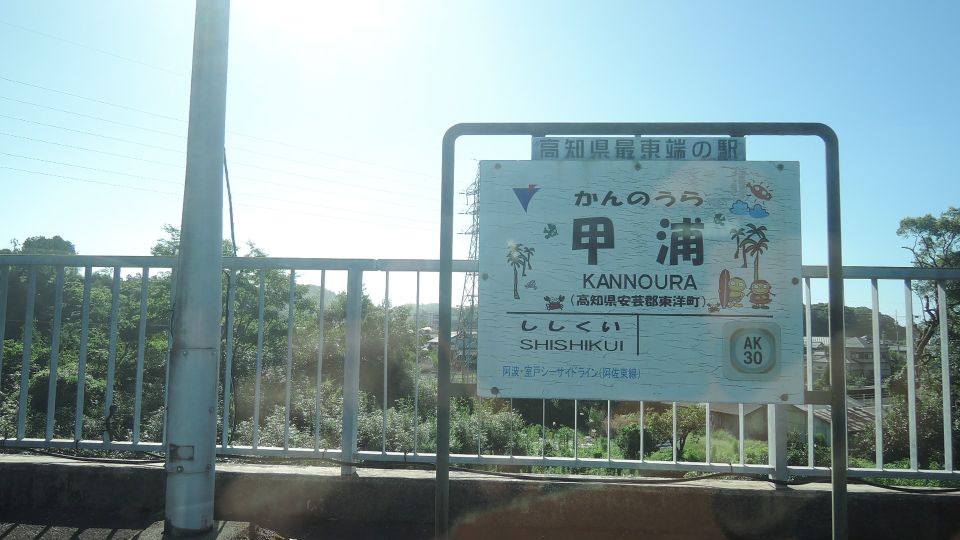 高知県最東端の駅
かんのうら
甲浦
KANNOURA
(高知県安芸郡東洋町)
ししくい
SHISHIKUI
AK
30
阿波・室戸シーサイドライン(阿佐東線)